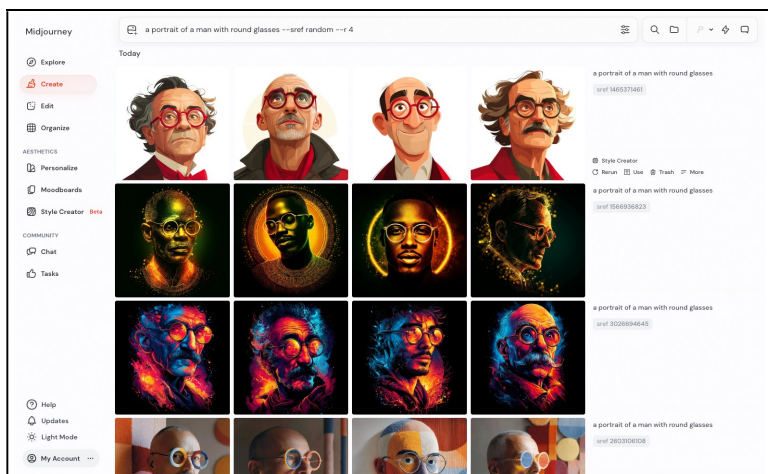 Midjourney
a portrait of a man with round glasses --sref random --r 4
Today
Explore
Create
Edit
Organize
AESTHETICS
Personalize
Moodboards
Style Creator Beta
COMMUNITY
Chat
Tasks
Help
Updates
Light Mode
My Account
a portrait of a man with round glasses
sref 1465371461
Style Creator
Rerun Use Trash More
a portrait of a man with round glasses
sref 1566936823
a portrait of a man with round glasses
sref 3026694645
a portrait of a man with round glasses
sref 2603106108